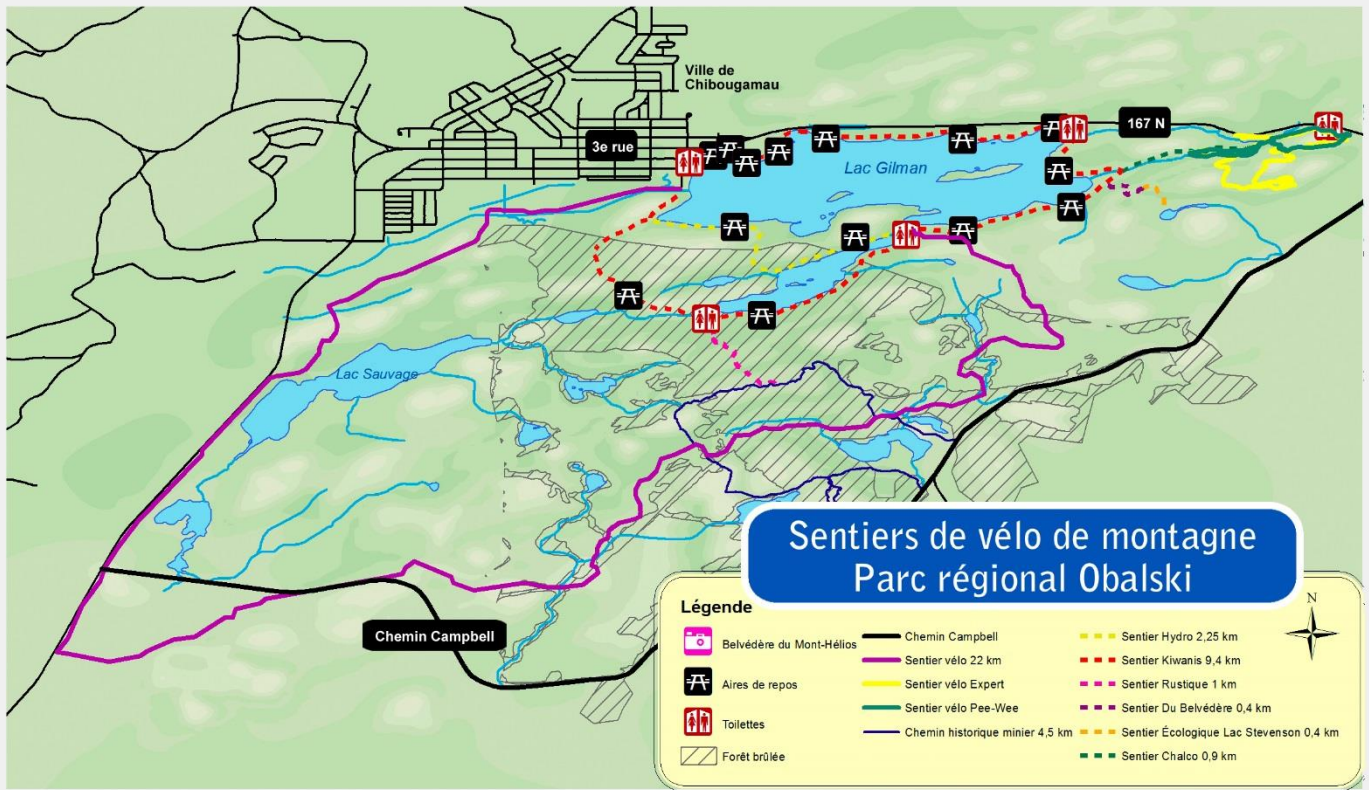 Ville de
Chibougamau
3e rue
167 N
Lac Gilman
Lac Sauvage
Chemin Campbell
Sentiers de vélo de montagne
Parc régional Obalski
N
Légende
Belvédère du Mont-Hélios
Aires de repos
Toilettes
Forêt brûlée
Chemin Campbell
Sentier vélo 22 km
Sentier vélo Expert
Sentier vélo Pee-Wee
Chemin historique minier 4,5 km
Sentier Hydro 2,25 km
Sentier Kiwanis 9,4 km
Sentier Rustique 1 km
Sentier Du Belvédère 0,4 km
Sentier Écologique Lac Stevenson 0,4 km
Sentier Chalco 0,9 km